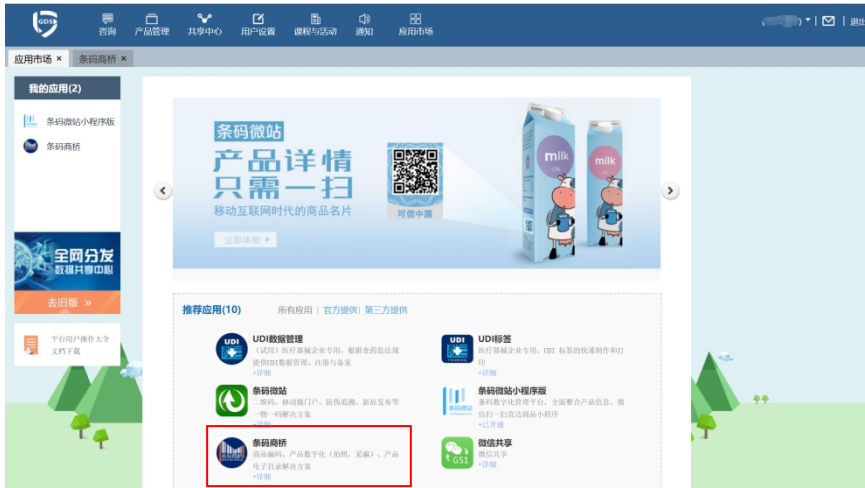 GDSN
咨询
产品管理
共享中心
用户设置
课程与活动
通知
应用市场
退出
应用市场 ×
条码商桥 ×
我的应用(2)
条码微站小程序版
条码商桥
全网分发
数据共享中心
去旧版 »
平台用户操作大全
文档下载
条码微站
产品详情
只需一扫
移动互联网时代的商品名片
立即体验
可信中国
milk
milk
推荐应用(10)
所有应用 | 官方提供| 第三方提供
UDI
UDI数据管理
(试用) 医疗器械企业专用, 根据食药监法规
提供UDI数据管理、注册与备案
+详细
UDI
UDI标签
医疗器械企业专用, UDI 标签的快速制作和打
印
+详细
条码微站
二维码、移动微门户、防伪追溯、新品发布等
一物一码解决方案
+详细
条码微站
条码微站小程序版
条码数字化管理平台, 全面整合产品信息, 微
信扫一扫直达商品小程序
+已开通
条码商桥
商品编码、产品数字化 (拍照、采编) 、产品
电子目录解决方案
+详细
GS1
微信共享
微信共享
+详细